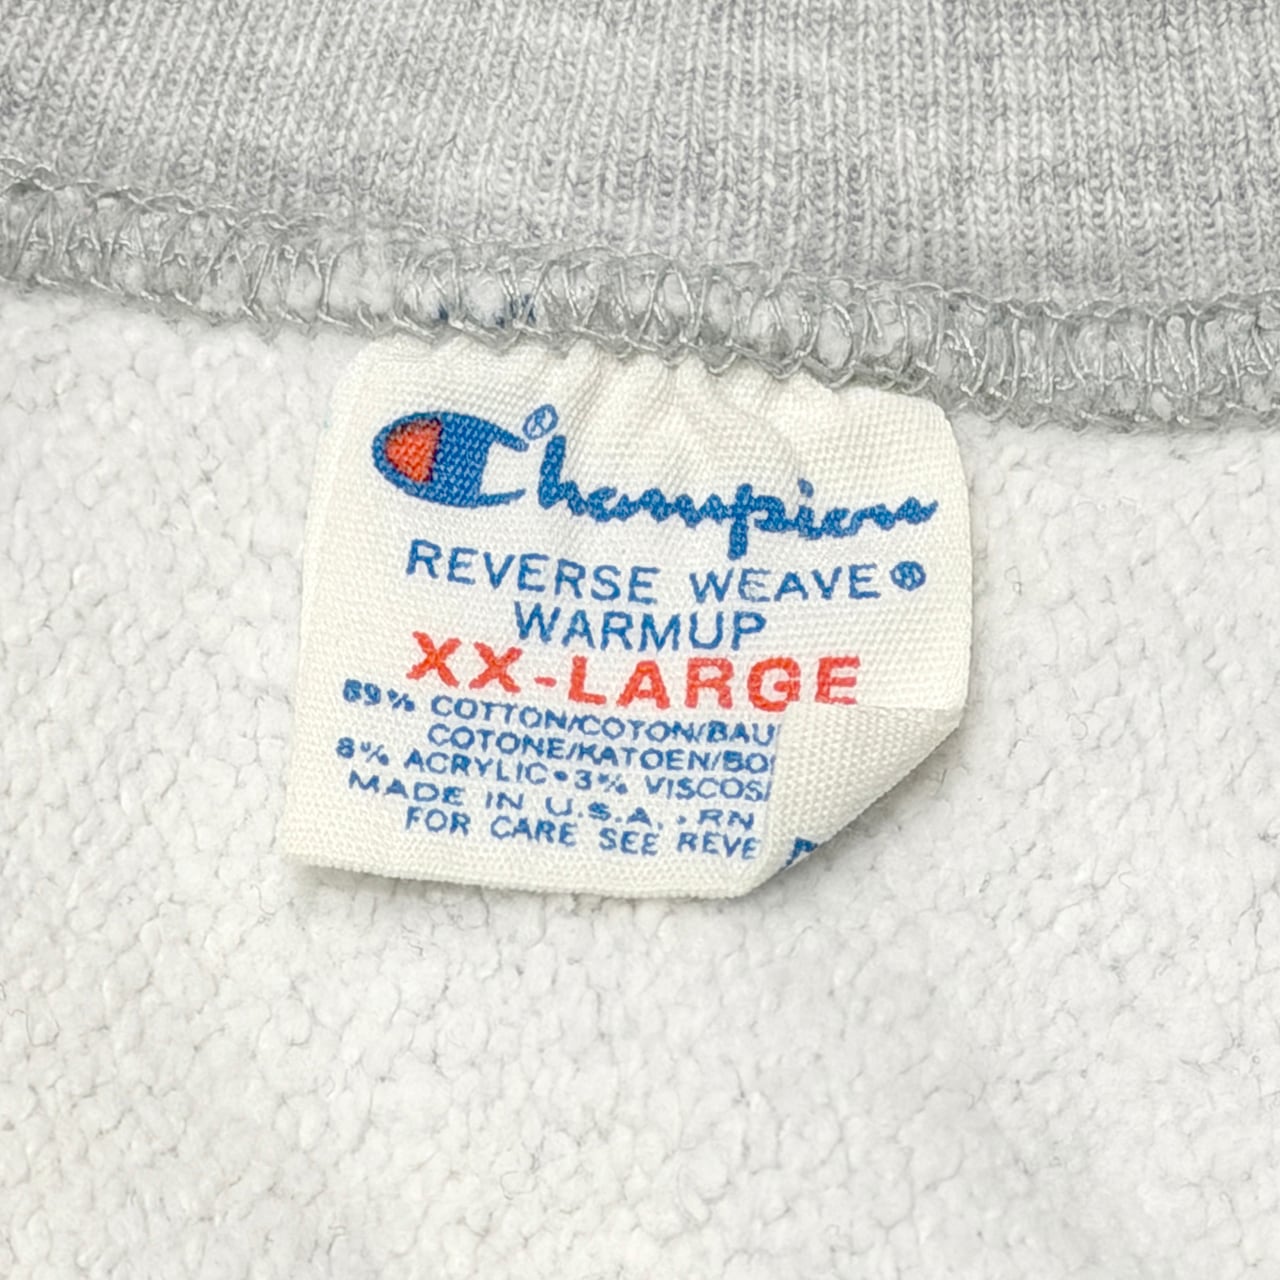 Champion®
REVERSE WEAVE®
WARMUP
XX-LARGE
89% COTTON/COTON/BAU
COTONE/KATOEN/BO
8% ACRYLIC•3% VISCOS
MADE IN U.S.A. • RN
FOR CARE SEE REVE